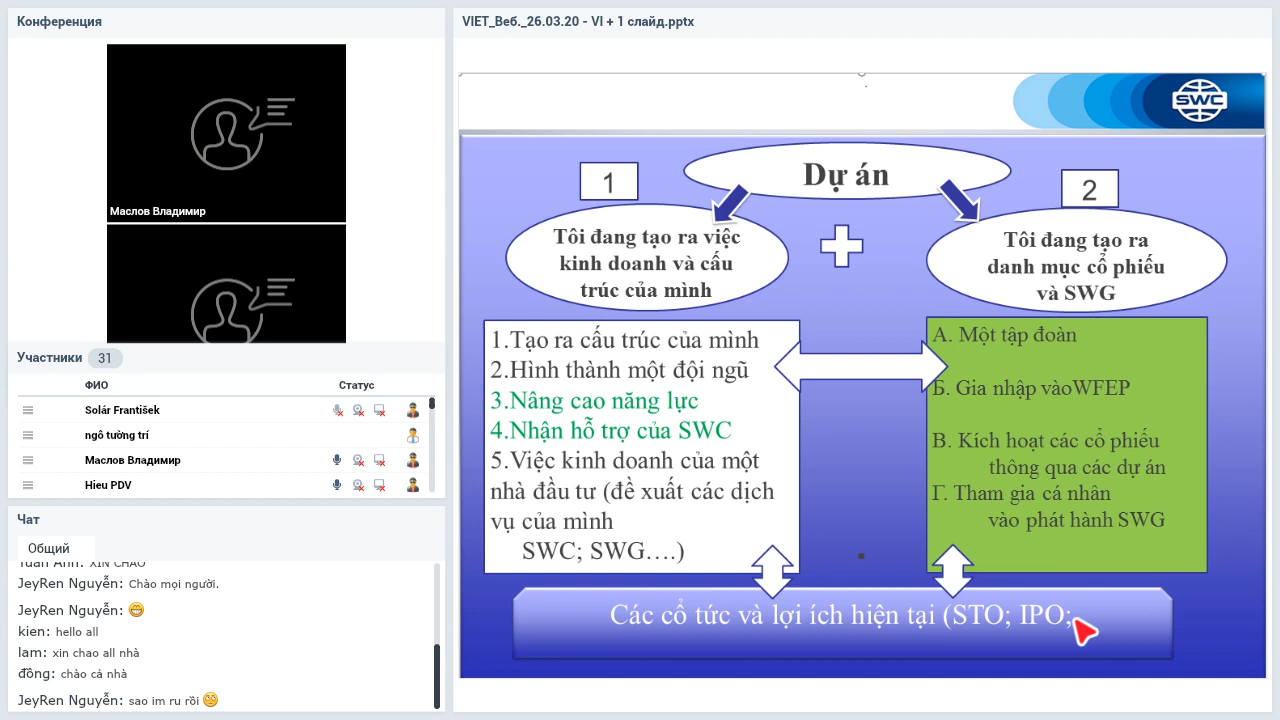 Конференция
Маслов Владимир
Участники 31
ФИО Статус
Solár František
ngô tường trí
Маслов Владимир
Hieu PDV
Чат
Общий
Tuan Anh: XIN CHAO
JeyRen Nguyễn: Chào mọi người.
JeyRen Nguyễn:
kien: hello all
lam: xin chao all nhà
đồng: chào cả nhà
JeyRen Nguyễn: sao im ru rồi
VIET_Веб._26.03.20 - VI + 1 слайд.pptx
SWC
Dự án
1
2
Tôi đang tạo ra việc
kinh doanh và cấu
trúc của mình
Tôi đang tạo ra
danh mục cổ phiếu
và SWG
1.Tạo ra cấu trúc của mình
2.Hình thành một đội ngũ
3.Nâng cao năng lực
4.Nhận hỗ trợ của SWC
5.Việc kinh doanh của một
nhà đầu tư (đề xuất các dịch
vụ của mình
SWC; SWG….)
А. Một tập đoàn
Б. Gia nhập vàoWFEP
В. Kích hoạt các cổ phiếu
thông qua các dự án
Г. Tham gia cá nhân
vào phát hành SWG
Các cổ tức và lợi ích hiện tại (STO; IPO;